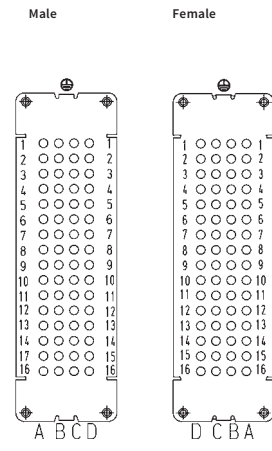 Male Female
1 1 1 1
2 2 2 2
3 3 3 3
4 4 4 4
5 5 5 5
6 6 6 6
7 7 7 7
8 8 8 8
9 9 9 9
10 10 10 10
11 11 11 11
12 12 12 12
13 13 13 13
14 14 14 14
17 15 15 15
16 16 16 16
A B C D D C B A